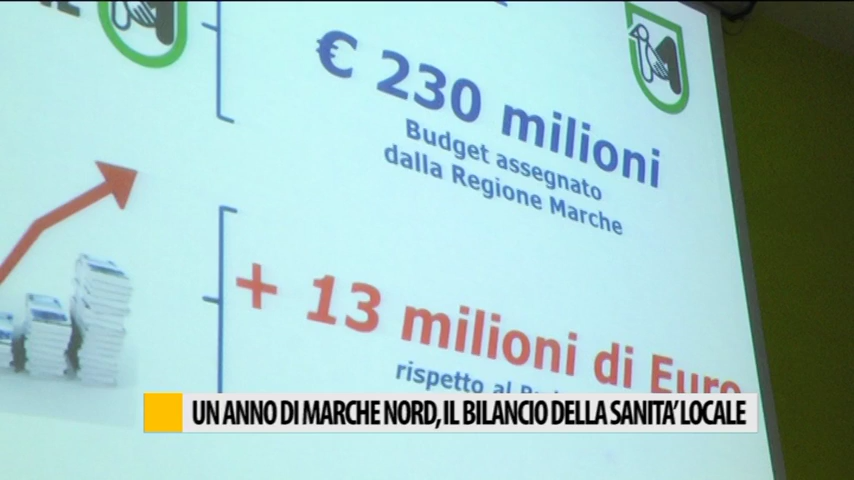 € 230 milioni
Budget assegnato
dalla Regione Marche
+ 13 milioni di Euro
rispetto al
UN ANNO DI MARCHE NORD, IL BILANCIO DELLA SANITA' LOCALE